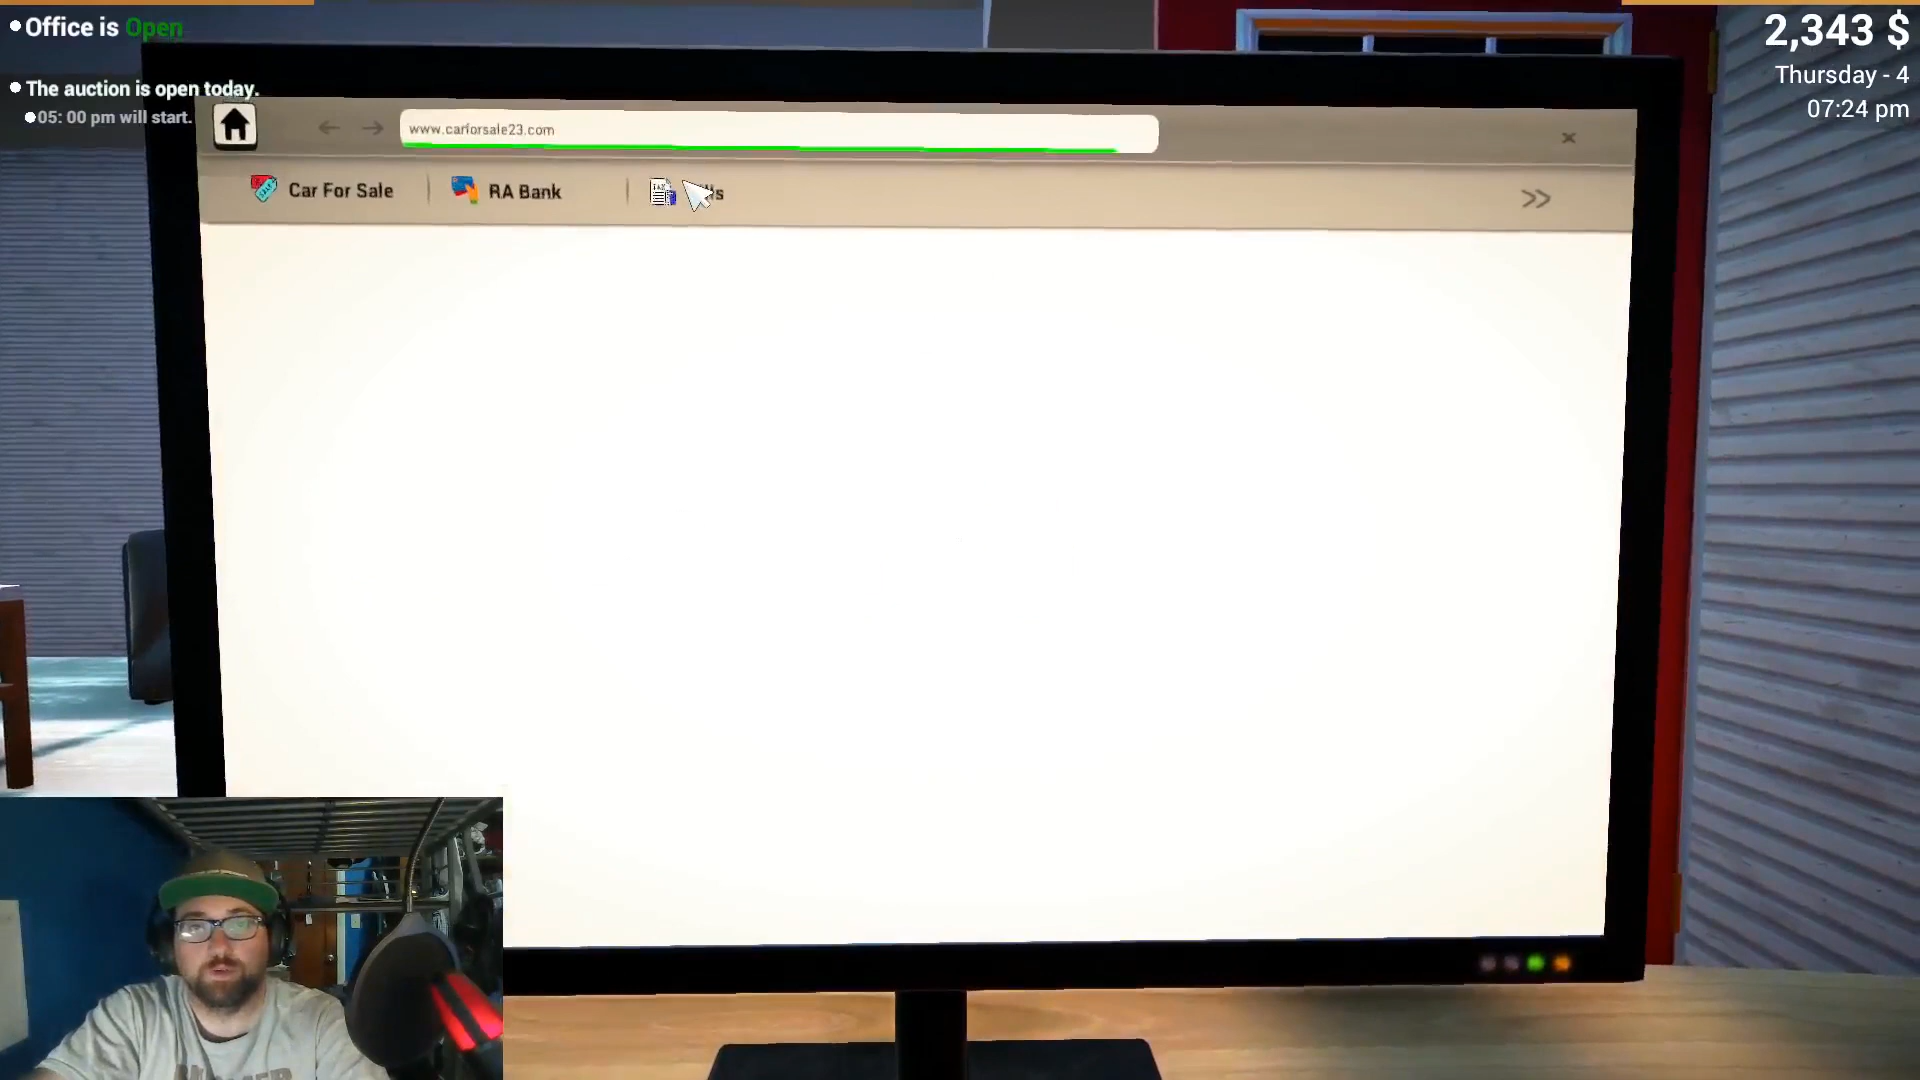 Office is Open
2,343 $
The auction is open today.
Thursday - 4
05: 00 pm will start.
07:24 pm
www.carforsale23.com
Car For Sale
RA Bank
>>